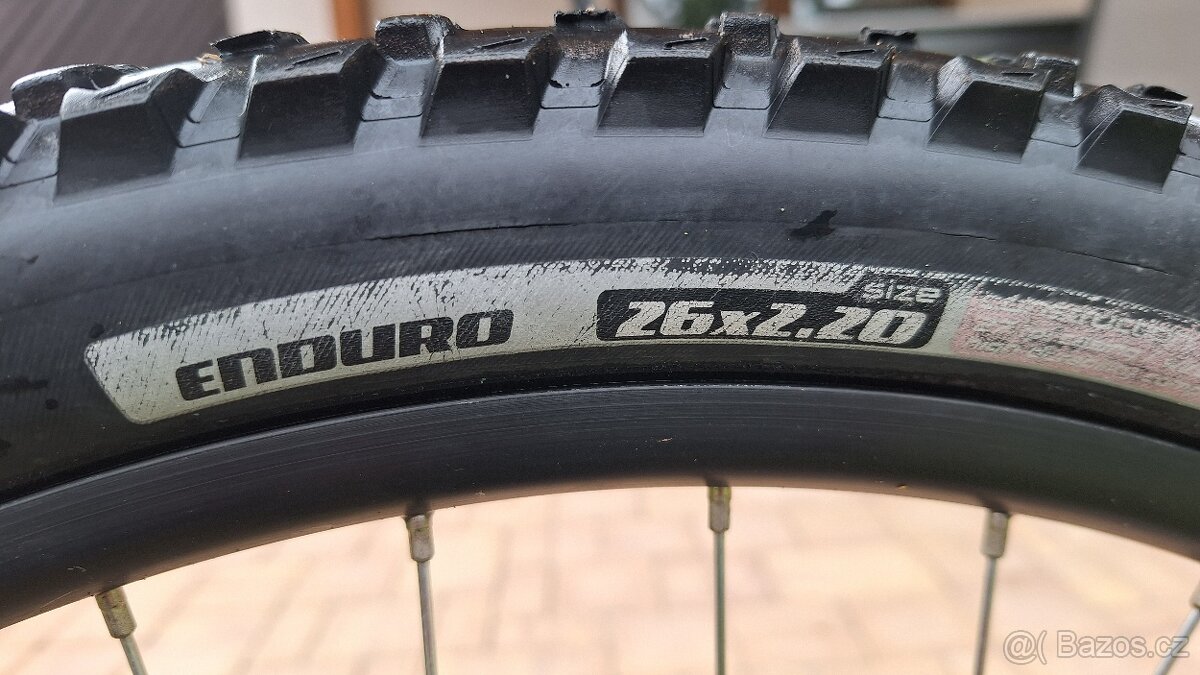 size
ENDURO 26x2.20
@( Bazos.cz